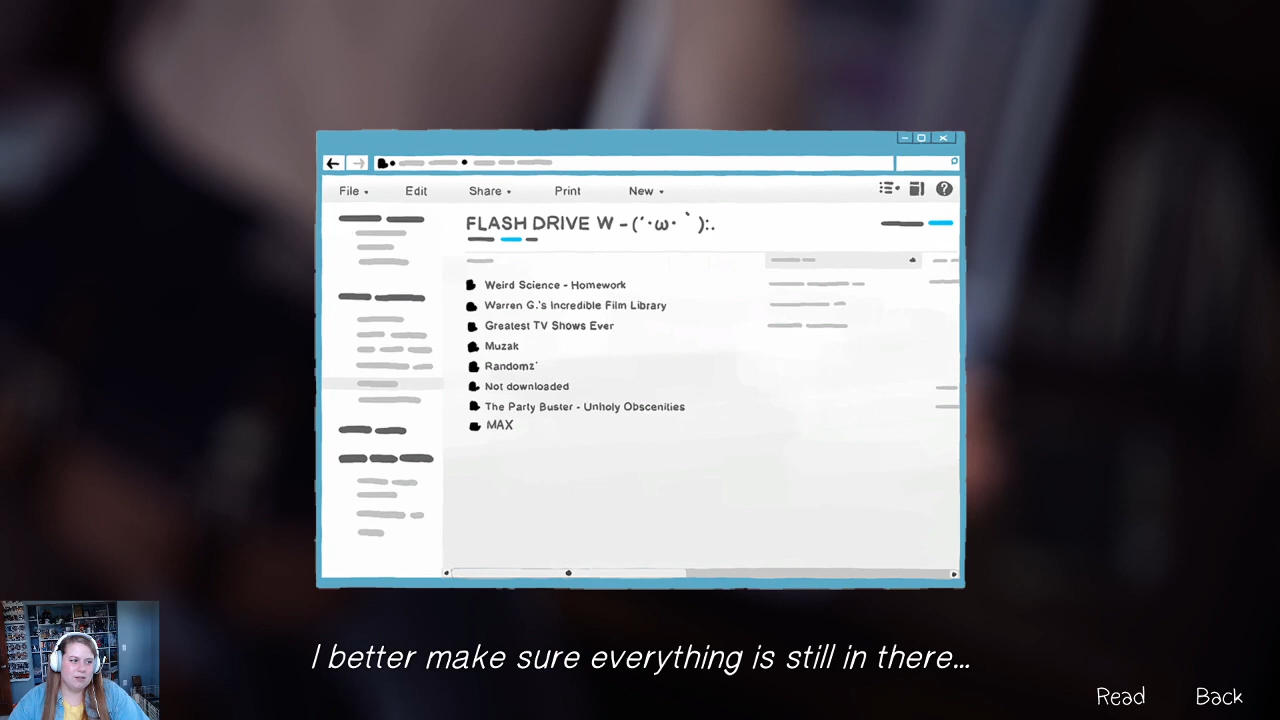 File Edit Share Print New
FLASH DRIVE W -(´･ω･`):.
Weird Science - Homework
Warren G.'s Incredible Film Library
Greatest TV Shows Ever
Muzak
Randomz'
Not downloaded
The Party Buster - Unholy Obscenities
MAX
I better make sure everything is still in there...
Read Back